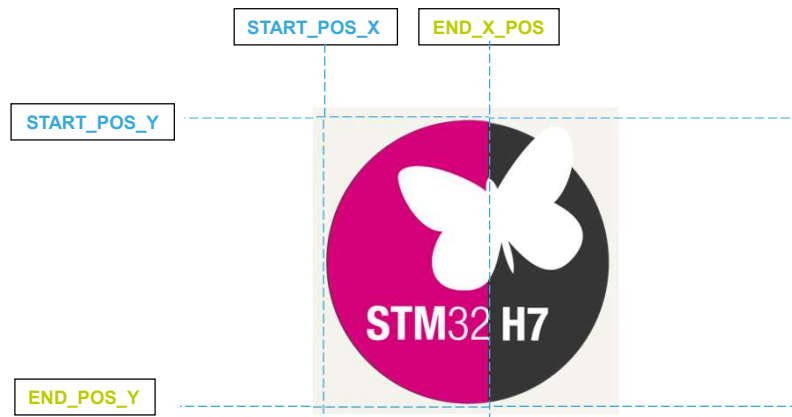 START_POS_X
END_X_POS
START_POS_Y
STM32 H7
END_POS_Y